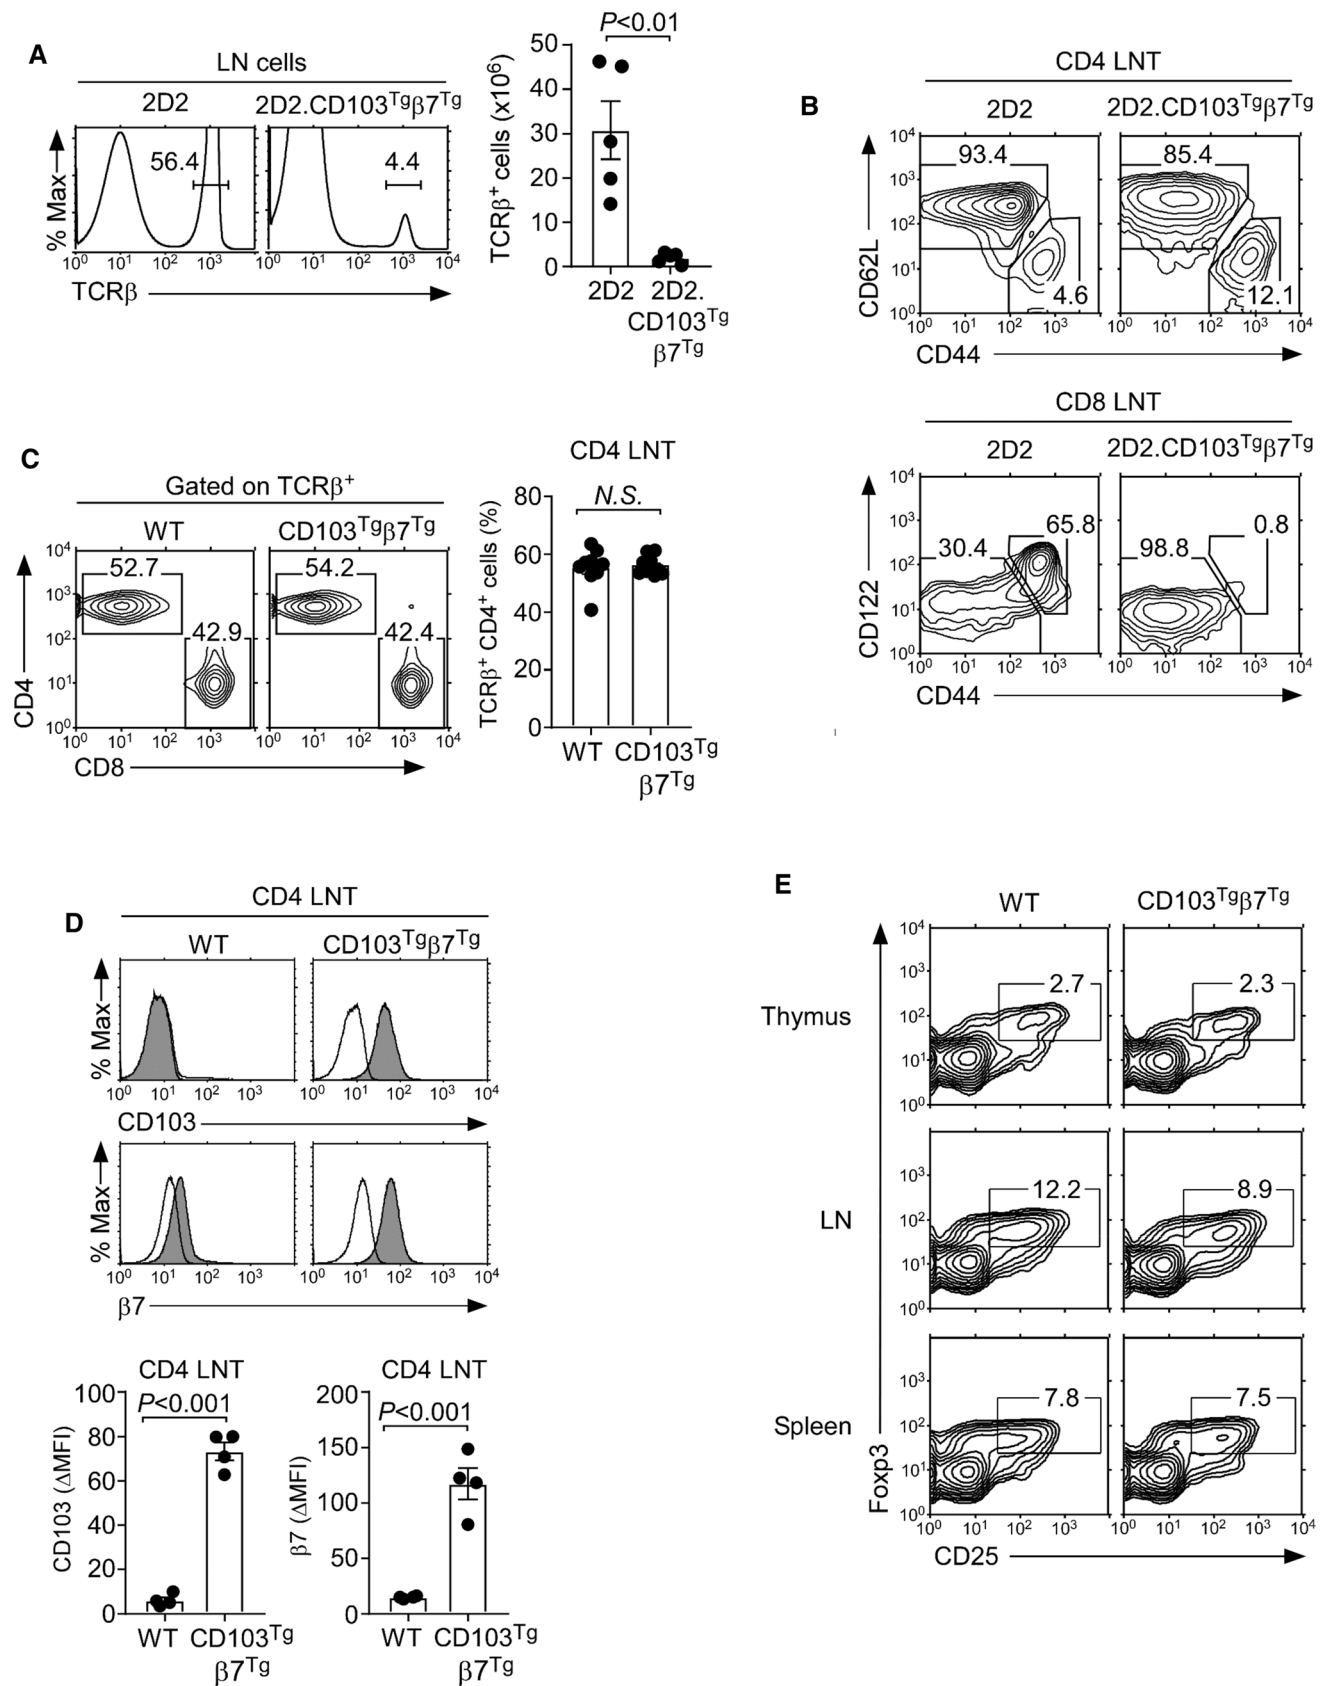 A
LN cells
2D2
2D2.CD103Tgβ7Tg
% Max
56.4
4.4
10⁰ 10¹ 10² 10³
10⁰ 10¹ 10² 10³ 10⁴
TCRβ
P<0.01
TCRβ⁺ cells (x10⁶)
50
40
30
20
10
0
2D2
2D2.
CD103Tg
β7Tg
B
CD4 LNT
2D2
2D2.CD103Tgβ7Tg
CD62L
10⁴
10³
10²
10¹
10⁰
93.4
4.6
85.4
12.1
10⁰ 10¹ 10² 10³
10⁰ 10¹ 10² 10³ 10⁴
CD44
CD8 LNT
2D2
2D2.CD103Tgβ7Tg
CD122
10⁴
10³
10²
10¹
10⁰
30.4
65.8
98.8
0.8
10⁰ 10¹ 10² 10³
10⁰ 10¹ 10² 10³ 10⁴
CD44
C
Gated on TCRβ⁺
WT
CD103Tgβ7Tg
CD4
10⁴
10³
10²
10¹
10⁰
52.7
42.9
54.2
42.4
10⁰ 10¹ 10² 10³
10⁰ 10¹ 10² 10³ 10⁴
CD8
CD4 LNT
N.S.
TCRβ⁺ CD4⁺ cells (%)
80
60
40
20
0
WT
CD103Tg
β7Tg
D
CD4 LNT
WT
CD103Tgβ7Tg
% Max
10⁰ 10¹ 10² 10³
10⁰ 10¹ 10² 10³ 10⁴
CD103
% Max
10⁰ 10¹ 10² 10³
10⁰ 10¹ 10² 10³ 10⁴
β7
CD4 LNT
P<0.001
CD103 (ΔMFI)
100
80
60
40
20
0
WT
CD103Tg
β7Tg
CD4 LNT
P<0.001
β7 (ΔMFI)
200
150
100
50
0
WT
CD103Tg
β7Tg
E
WT
CD103Tgβ7Tg
Thymus
10⁴
10³
10²
10¹
10⁰
2.7
2.3
LN
10³
10²
10¹
10⁰
12.2
8.9
Spleen
10³
10²
10¹
10⁰
7.8
7.5
Foxp3
10⁰ 10¹ 10² 10³
10⁰ 10¹ 10² 10³ 10⁴
CD25